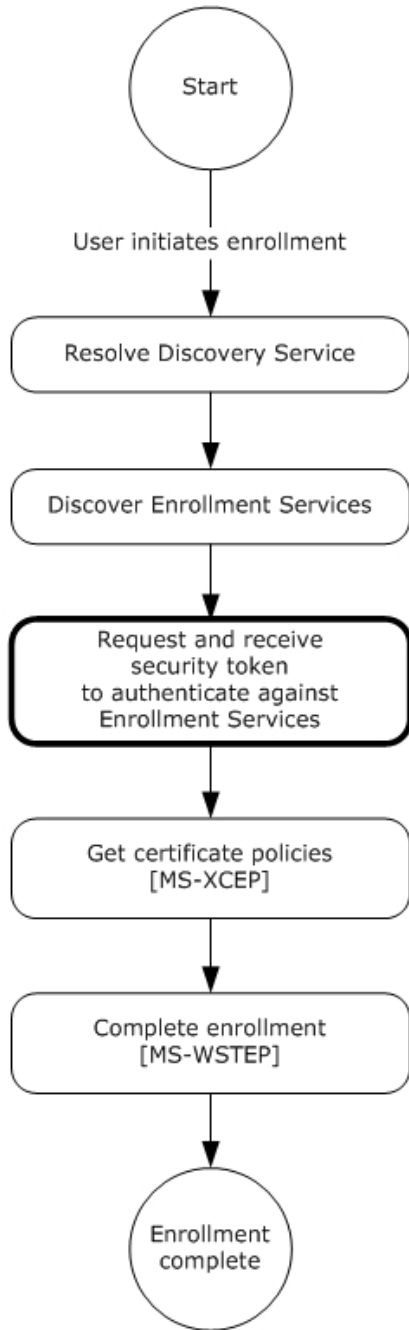 Start
User initiates enrollment
Resolve Discovery Service
Discover Enrollment Services
Request and receive
security token
to authenticate against
Enrollment Services
Get certificate policies
[MS-XCEP]
Complete enrollment
[MS-WSTEP]
Enrollment
complete